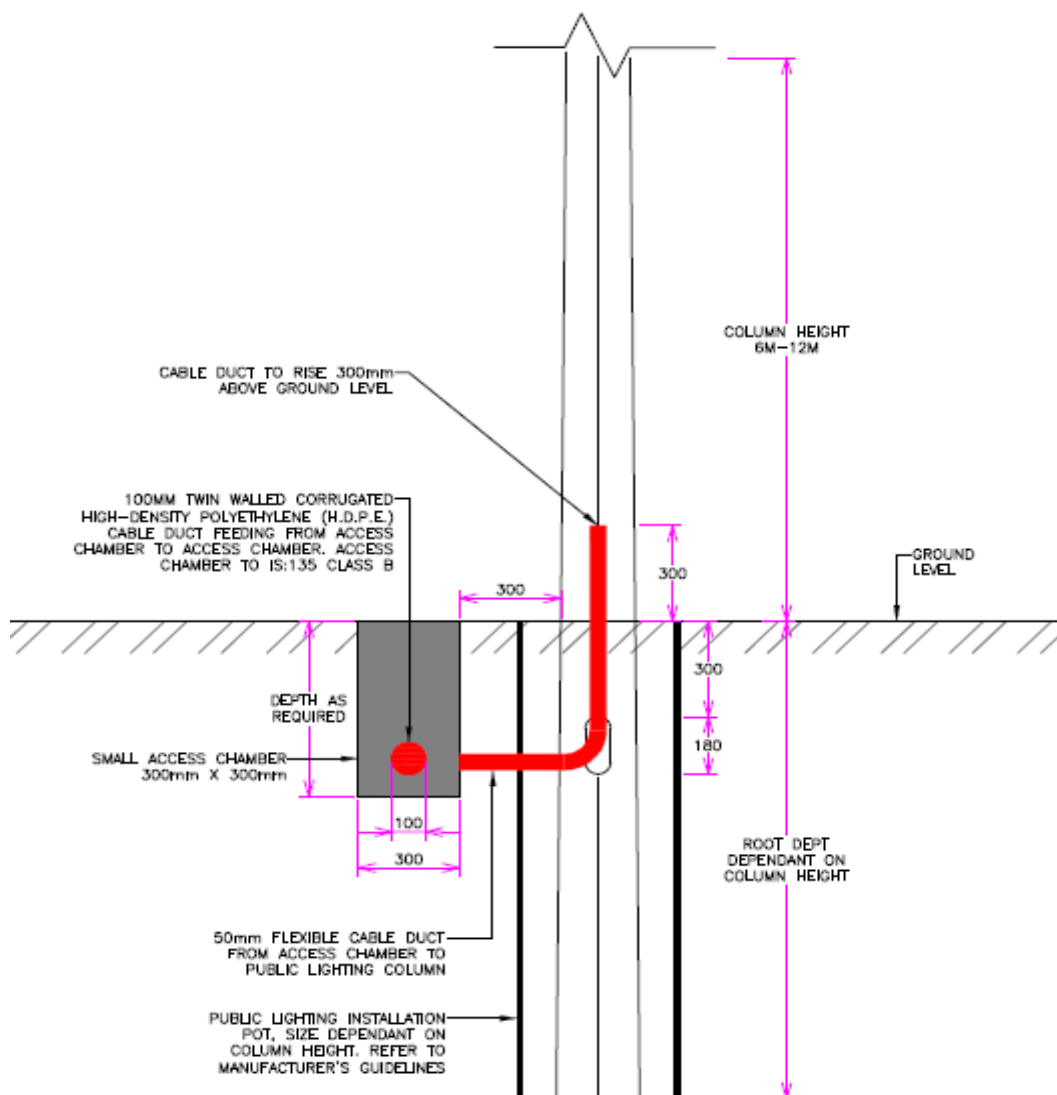 COLUMN HEIGHT
6M-12M
CABLE DUCT TO RISE 300mm
ABOVE GROUND LEVEL
100MM TWIN WALLED CORRUGATED
HIGH-DENSITY POLYETHYLENE (H.D.P.E.)
CABLE DUCT FEEDING FROM ACCESS
CHAMBER TO ACCESS CHAMBER. ACCESS
CHAMBER TO IS:135 CLASS B
GROUND
LEVEL
300
300
300
DEPTH AS
REQUIRED
180
SMALL ACCESS CHAMBER
300mm X 300mm
100
300
ROOT DEPT
DEPENDANT ON
COLUMN HEIGHT
50mm FLEXIBLE CABLE DUCT
FROM ACCESS CHAMBER TO
PUBLIC LIGHTING COLUMN
PUBLIC LIGHTING INSTALLATION
POT, SIZE DEPENDANT ON
COLUMN HEIGHT. REFER TO
MANUFACTURER'S GUIDELINES